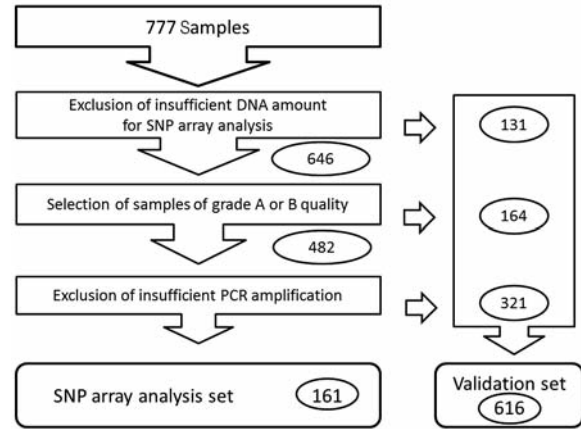 777 Samples
Exclusion of insufficient DNA amount
for SNP array analysis
131
646
Selection of samples of grade A or B quality
164
482
Exclusion of insufficient PCR amplification
321
SNP array analysis set
161
Validation set
616